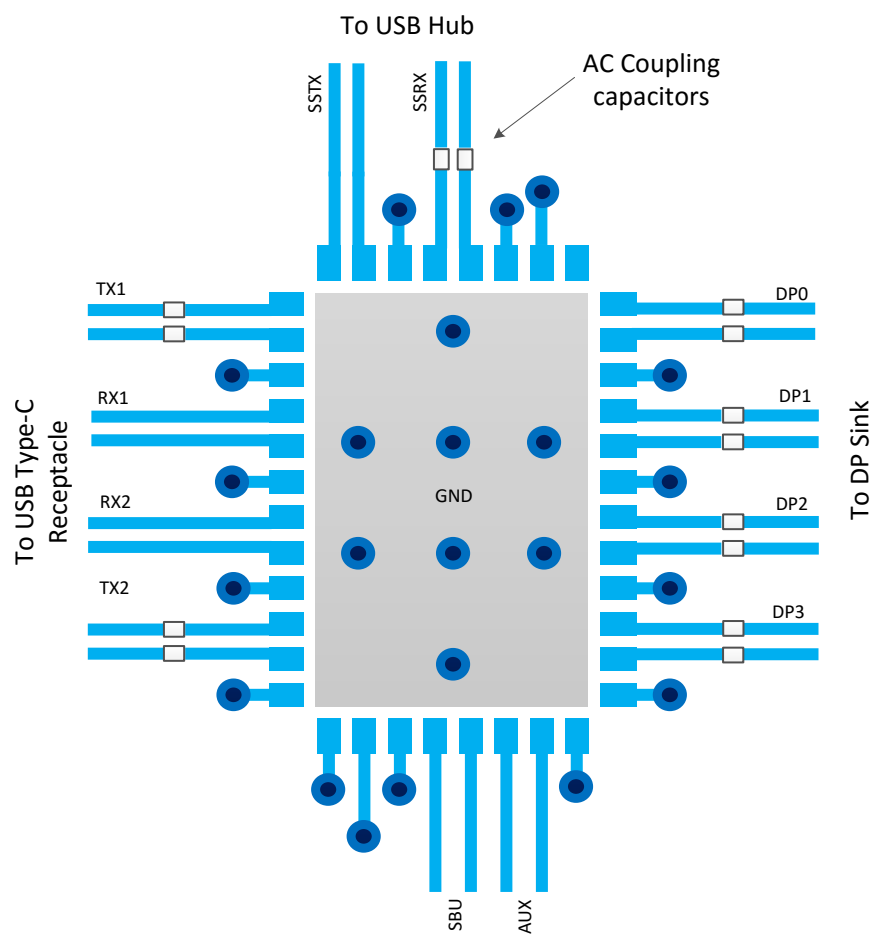 To USB Hub
SSTX
SSRX
AC Coupling
capacitors
TX1
DP0
RX1
DP1
To USB Type-C
Receptacle
To DP Sink
GND
RX2
DP2
TX2
DP3
SBU
AUX